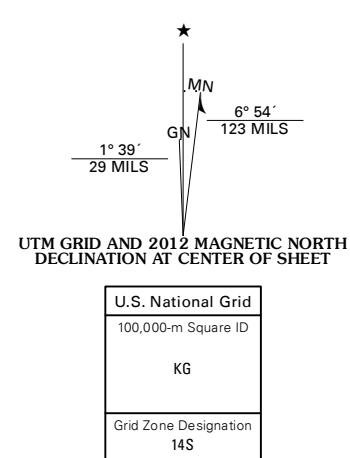 ★
MN
6° 54´
123 MILS
GN
1° 39´
29 MILS
UTM GRID AND 2012 MAGNETIC NORTH
DECLINATION AT CENTER OF SHEET
U.S. National Grid
100,000-m Square ID
KG
Grid Zone Designation
14S